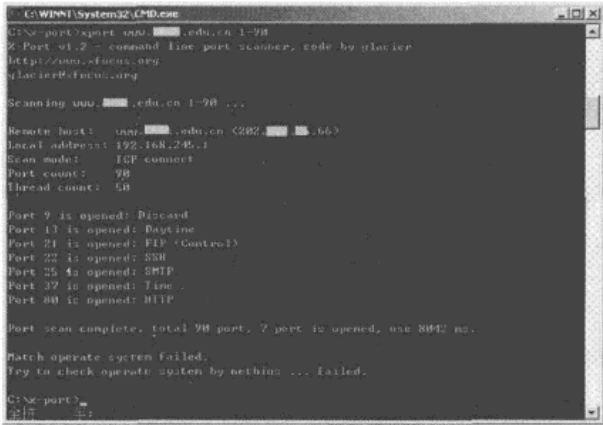 C:\WINNT\System32\CMD.exe
C:\x-port>xport www. .edu.cn 1-90
X-Port v1.2 - command line port scanner, code by glacier
http://www.xfocus.org
glacier@xfocus.org
Scanning www. .edu.cn 1-90 ...
Remote host: www. .edu.cn (202. . .66)
Local address: 192.168.245.1
Scan mode: TCP connect
Port count: 90
Thread count: 50
Port 9 is opened: Discard
Port 13 is opened: Daytime
Port 21 is opened: FTP (Control)
Port 22 is opened: SSH
Port 25 is opened: SMTP
Port 37 is opened: Time
Port 80 is opened: HTTP
Port scan complete, total 90 port, 7 port is opened, use 8042 ms.
Match operate system failed.
Try to check operate system by netbios ... failed.
C:\x-port>_